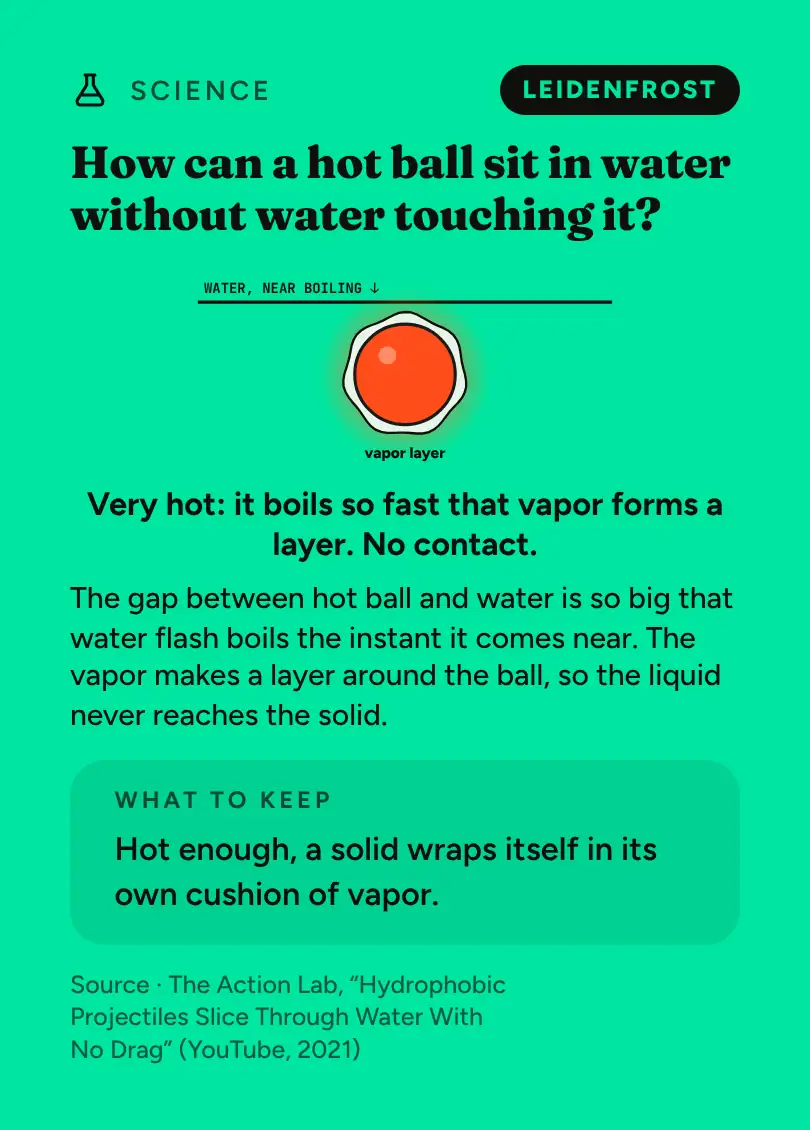 SCIENCE
LEIDENFROST
How can a hot ball sit in water
without water touching it?
WATER, NEAR BOILING ↓
vapor layer
Very hot: it boils so fast that vapor forms a
layer. No contact.
The gap between hot ball and water is so big that
water flash boils the instant it comes near. The
vapor makes a layer around the ball, so the liquid
never reaches the solid.
WHAT TO KEEP
Hot enough, a solid wraps itself in its
own cushion of vapor.
Source · The Action Lab, “Hydrophobic
Projectiles Slice Through Water With
No Drag” (YouTube, 2021)